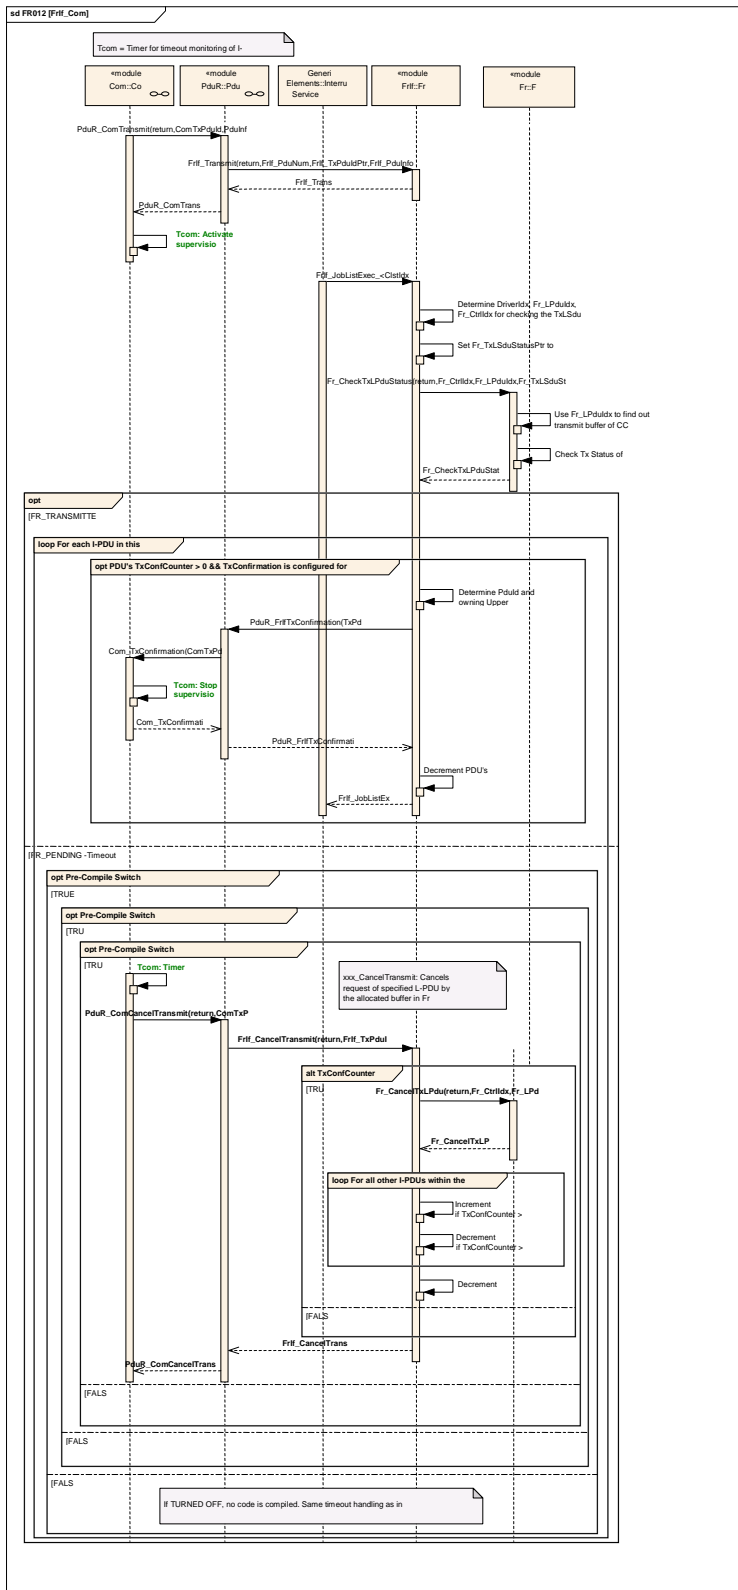 sd FR012 [FrIf_Com]
Tcom = Timer for timeout monitoring of I-
«module
Com::Co
«module
PduR::Pdu
Generi
Elements::Interru
Service
«module
FrIf::Fr
«module
Fr::F
PduR_ComTransmit(return,ComTxPduId,PduInf
FrIf_Transmit(return,FrIf_PduNum,FrIf_TxPduIdPtr,FrIf_PduInfo
FrIf_Trans
PduR_ComTrans
Tcom: Activate
supervisio
FrIf_JobListExec_<ClstIdx
Determine DriverIdx, Fr_LPduIdx,
Fr_CtrlIdx for checking the TxLSdu
Set Fr_TxLSduStatusPtr to
Fr_CheckTxLPduStatus(return,Fr_CtrlIdx,Fr_LPduIdx,Fr_TxLSduSt
Use Fr_LPduIdx to find out
transmit buffer of CC
Check Tx Status of
Fr_CheckTxLPduStat
opt
[FR_TRANSMITTE
loop For each I-PDU in this
opt PDU's TxConfCounter > 0 && TxConfirmation is configured for
Determine PduId and
owning Upper
PduR_FrIfTxConfirmation(TxPd
Com_TxConfirmation(ComTxPd
Tcom: Stop
supervisio
Com_TxConfirmati
PduR_FrIfTxConfirmati
Decrement PDU's
FrIf_JobListEx
[FR_PENDING -Timeout
opt Pre-Compile Switch
[TRUE
opt Pre-Compile Switch
[TRU
opt Pre-Compile Switch
[TRU
Tcom: Timer
xxx_CancelTransmit: Cancels
request of specified L-PDU by
the allocated buffer in Fr
PduR_ComCancelTransmit(return,ComTxP
FrIf_CancelTransmit(return,FrIf_TxPduI
alt TxConfCounter
[TRU
Fr_CancelTxLPdu(return,Fr_CtrlIdx,Fr_LPd
Fr_CancelTxLP
loop For all other I-PDUs within the
Increment
if TxConfCounter >
Decrement
if TxConfCounter >
Decrement
[FALS
FrIf_CancelTrans
PduR_ComCancelTrans
[FALS
[FALS
[FALS
If TURNED OFF, no code is compiled. Same timeout handling as in